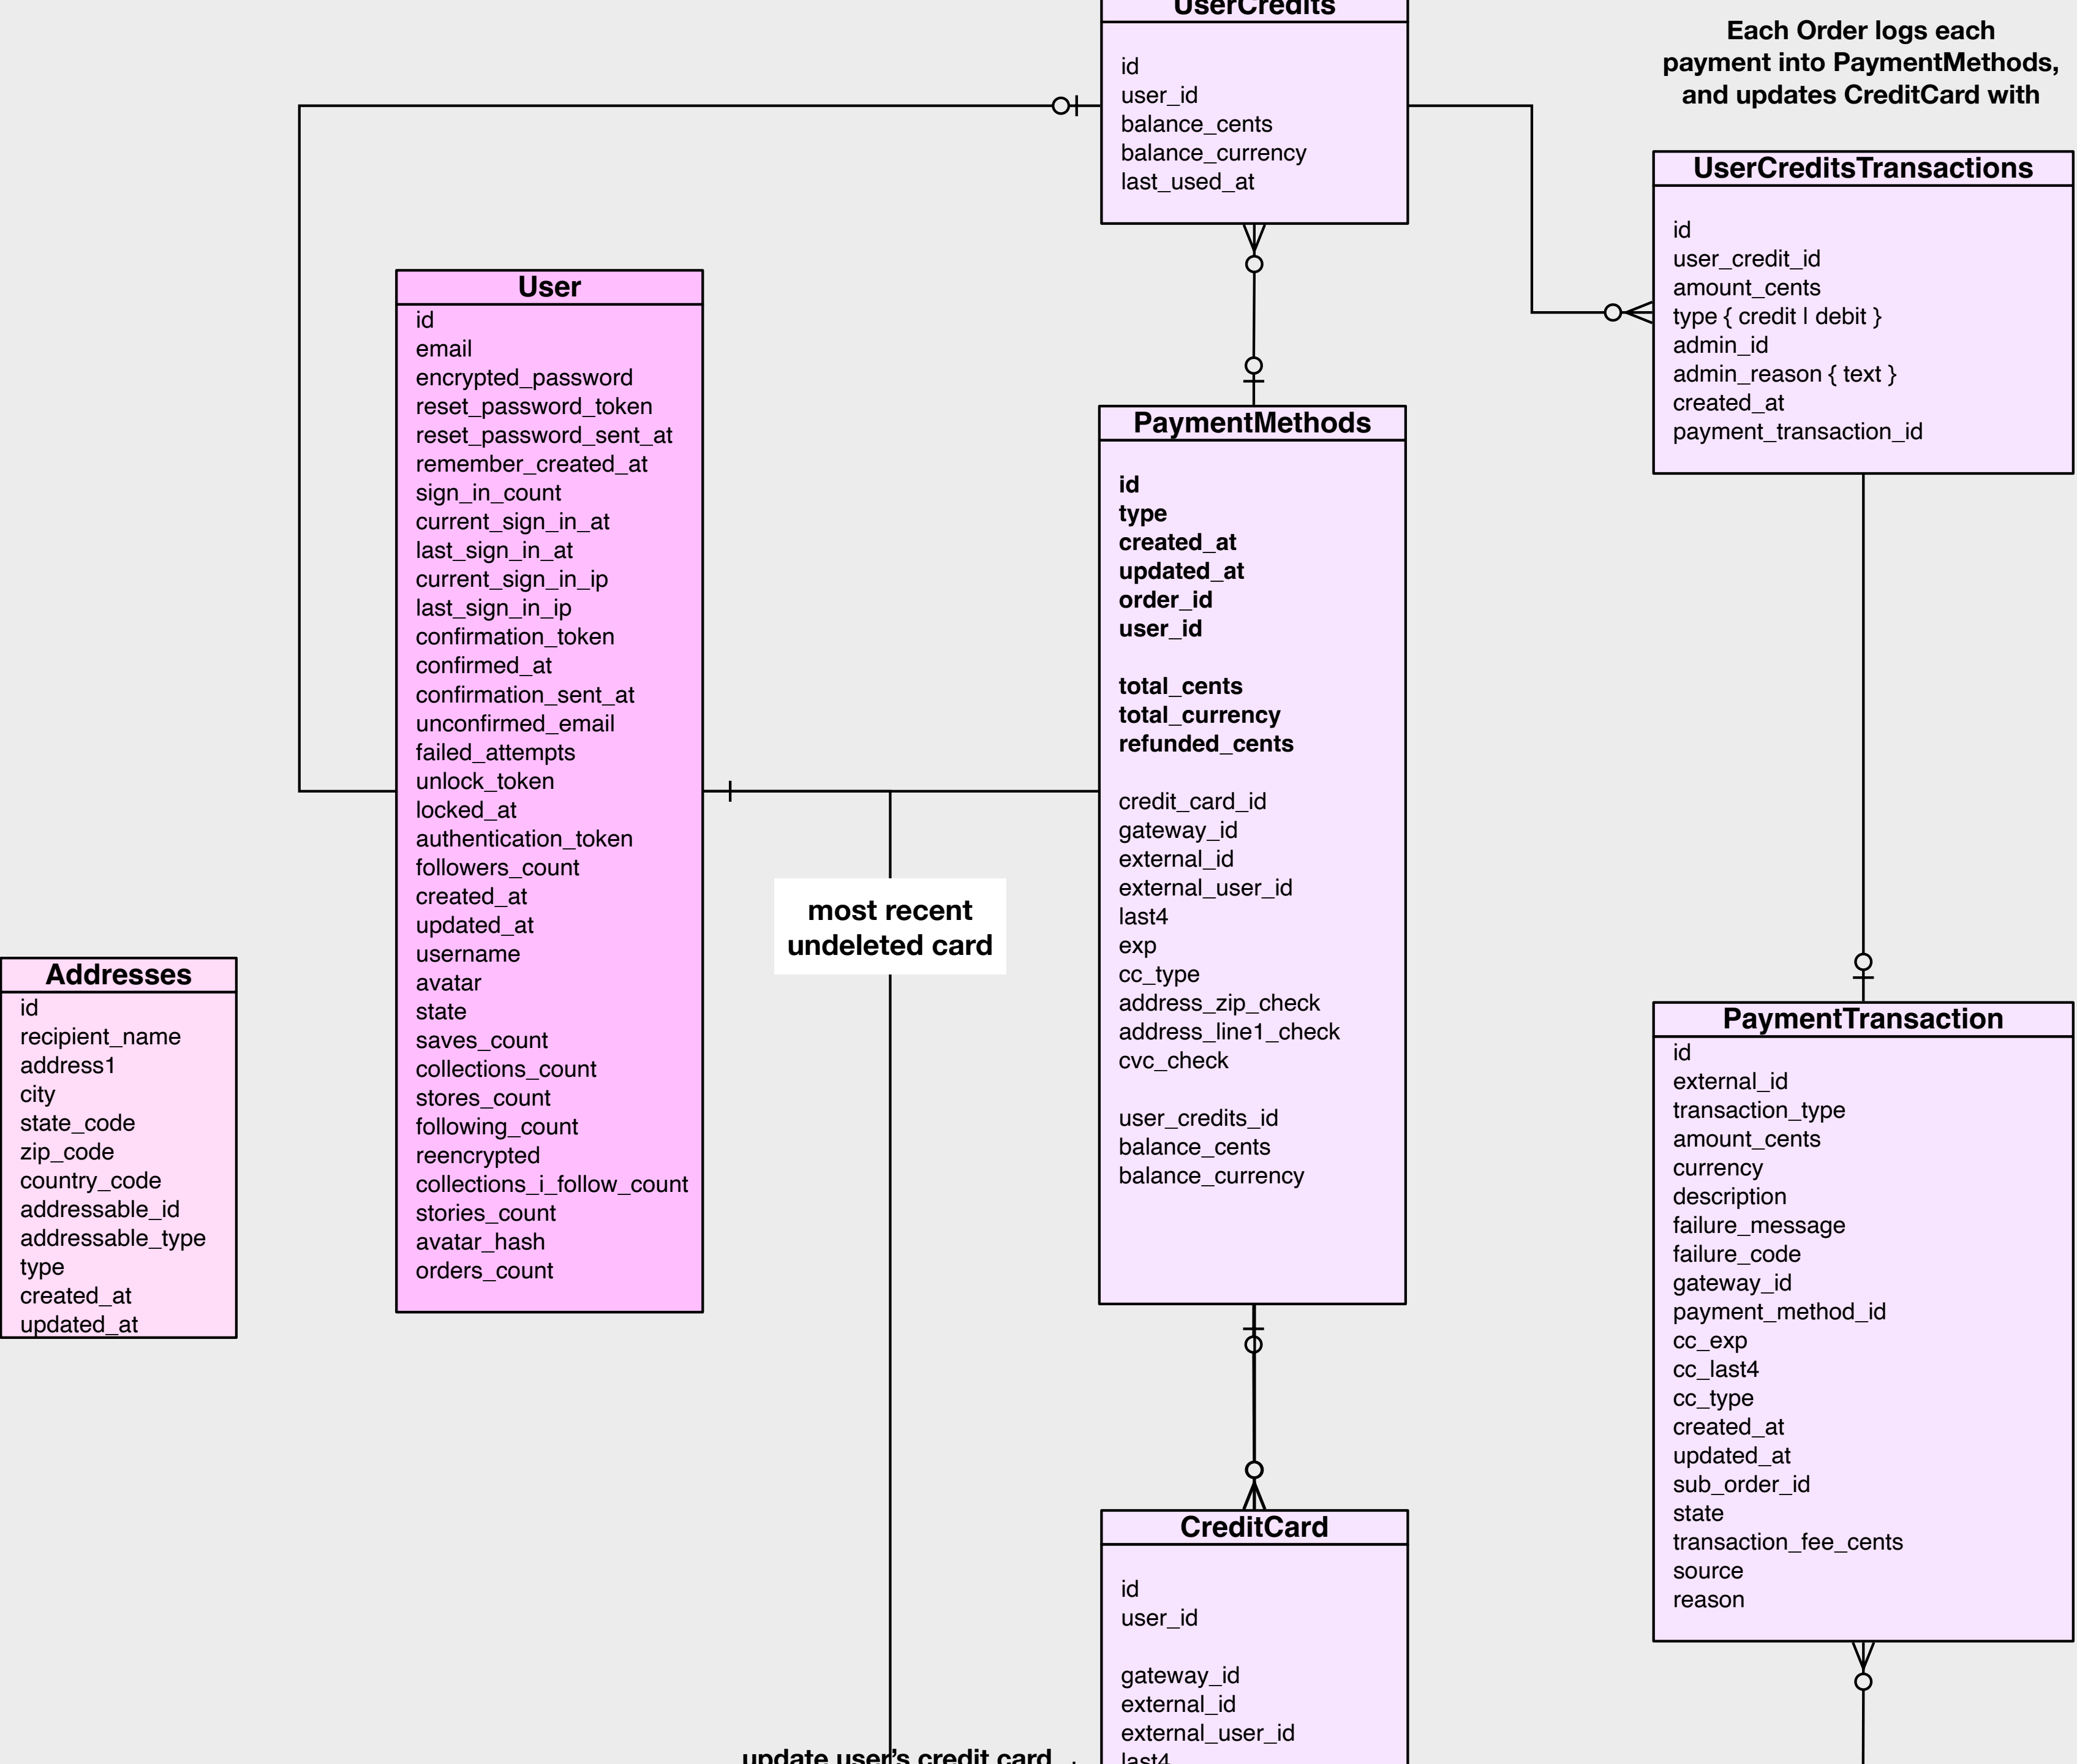 UserCredits
id
user_id
balance_cents
balance_currency
last_used_at
Each Order logs each
payment into PaymentMethods,
and updates CreditCard with
UserCreditsTransactions
id
user_credit_id
amount_cents
type { credit | debit }
admin_id
admin_reason { text }
created_at
payment_transaction_id
User
id
email
encrypted_password
reset_password_token
reset_password_sent_at
remember_created_at
sign_in_count
current_sign_in_at
last_sign_in_at
current_sign_in_ip
last_sign_in_ip
confirmation_token
confirmed_at
confirmation_sent_at
unconfirmed_email
failed_attempts
unlock_token
locked_at
authentication_token
followers_count
created_at
updated_at
username
avatar
state
saves_count
collections_count
stores_count
following_count
reencrypted
collections_i_follow_count
stories_count
avatar_hash
orders_count
PaymentMethods
id
type
created_at
updated_at
order_id
user_id
total_cents
total_currency
refunded_cents
credit_card_id
gateway_id
external_id
external_user_id
last4
exp
cc_type
address_zip_check
address_line1_check
cvc_check
user_credits_id
balance_cents
balance_currency
most recent
undeleted card
Addresses
id
recipient_name
address1
city
state_code
zip_code
country_code
addressable_id
addressable_type
type
created_at
updated_at
PaymentTransaction
id
external_id
transaction_type
amount_cents
currency
description
failure_message
failure_code
gateway_id
payment_method_id
cc_exp
cc_last4
cc_type
created_at
updated_at
sub_order_id
state
transaction_fee_cents
source
reason
CreditCard
id
user_id
gateway_id
external_id
external_user_id
last4
update user's credit card